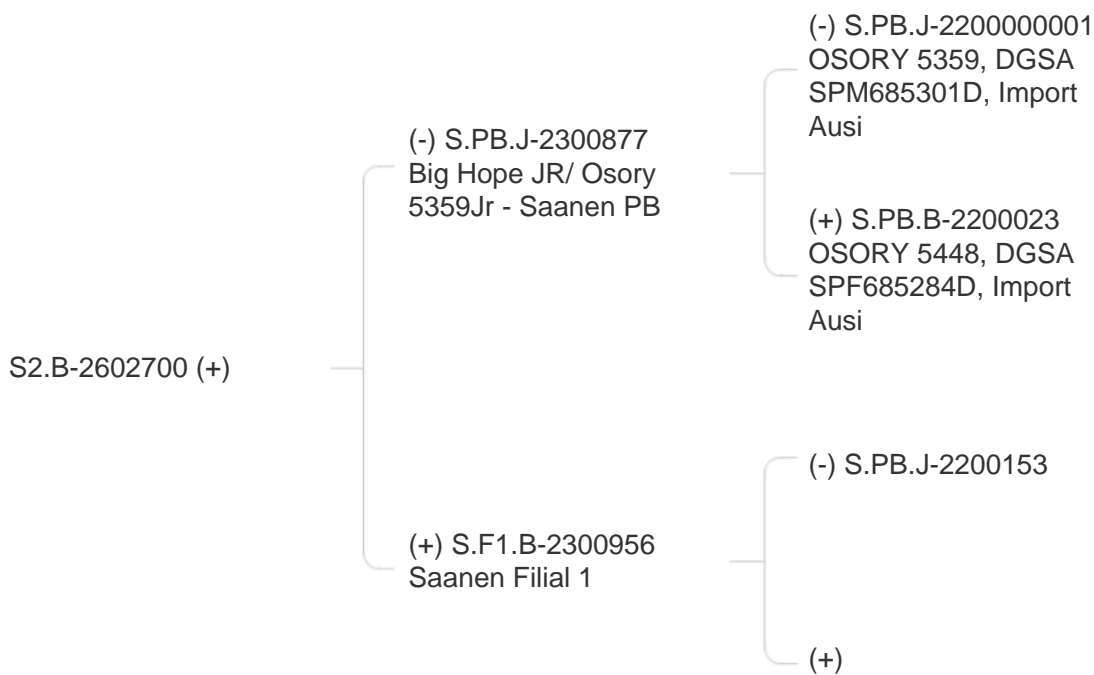 (-) S.PB.J-2200000001
OSORY 5359, DGSA
SPM685301D, Import
Ausi
(-) S.PB.J-2300877
Big Hope JR/ Osory
5359Jr - Saanen PB
(+) S.PB.B-2200023
OSORY 5448, DGSA
SPF685284D, Import
Ausi
S2.B-2602700 (+)
(-) S.PB.J-2200153
(+) S.F1.B-2300956
Saanen Filial 1
(+)